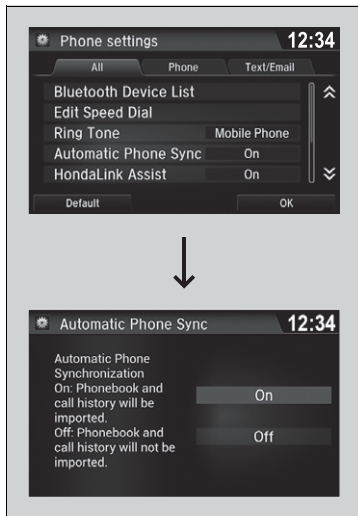 Phone settings 12:34
All Phone Text/Email
Bluetooth Device List
Edit Speed Dial
Ring Tone Mobile Phone
Automatic Phone Sync On
HondaLink Assist On
Default OK
Automatic Phone Sync 12:34
Automatic Phone
Synchronization
On: Phonebook and
call history will be
imported.
Off: Phonebook and
call history will not be
imported.
On
Off